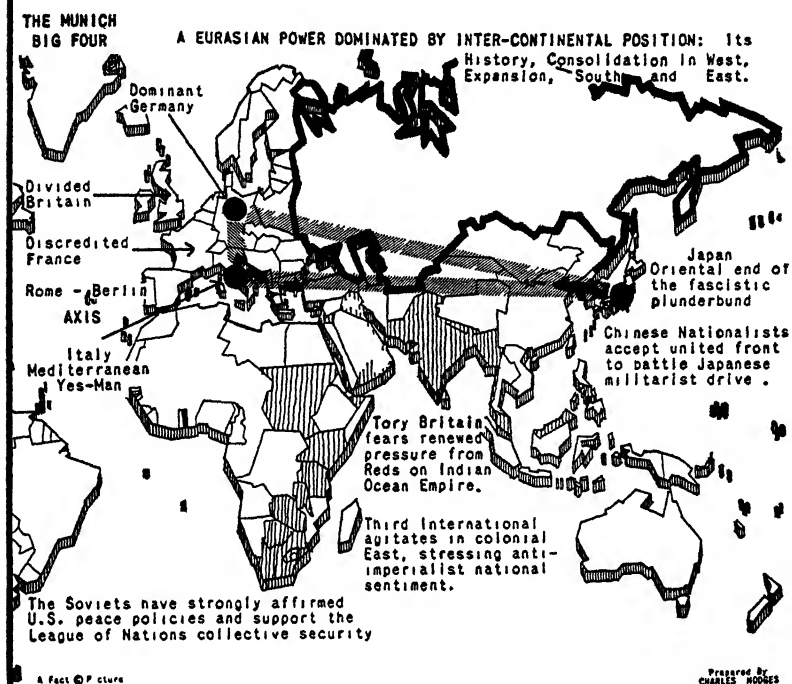 THE MUNICH
BIG FOUR
A EURASIAN POWER DOMINATED BY INTER-CONTINENTAL POSITION: Its
History, Consolidation in West,
Expansion, South and East.
Dominant
Germany
Divided
Britain
Discredited
France
Rome - Berlin
AXIS
Italy
Mediterranean
Yes-Man
Japan
Oriental end of
the fascistic
plunderbund
Chinese Nationalists
accept united front
to battle Japanese
militarist drive .
Tory Britain
fears renewed
pressure from
Reds on Indian
Ocean Empire.
Third International
agitates in colonial
East, stressing anti-
imperialist national
sentiment.
The Soviets have strongly affirmed
U.S. peace policies and support the
League of Nations collective security
A Fact © P cture
Prepared By
CHARLES HODGES